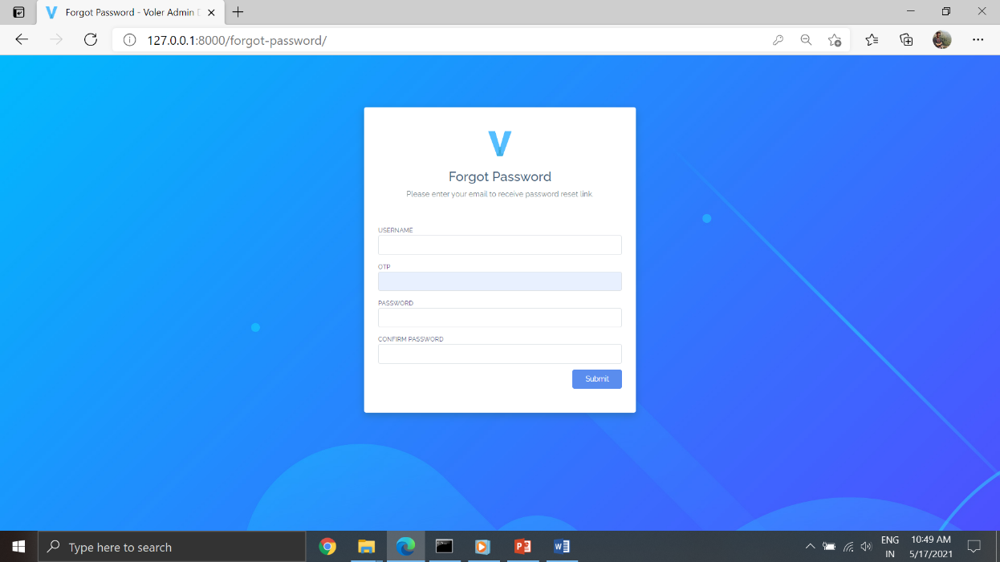 Forgot Password - Voler Admin
127.0.0.1:8000/forgot-password/
V
Forgot Password
Please enter your email to receive password reset link.
USERNAME
OTP
PASSWORD
CONFIRM PASSWORD
Submit
Type here to search
ENG
IN
10:49 AM
5/17/2021